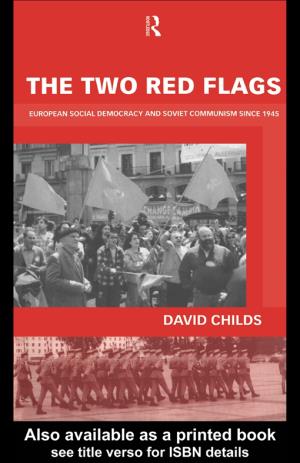 THE TWO RED FLAGS
EUROPEAN SOCIAL DEMOCRACY AND SOVIET COMMUNISM SINCE 1945
DAVID CHILDS
Also available as a printed book
see title verso for ISBN details